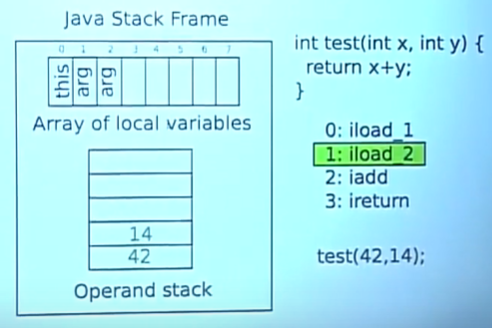 Java Stack Frame
0 1 2 3 4 5 6 7
this arg arg
Array of local variables
14
42
Operand stack
int test(int x, int y) {
return x+y;
}
0: iload_1
1: iload_2
2: iadd
3: ireturn
test(42,14);